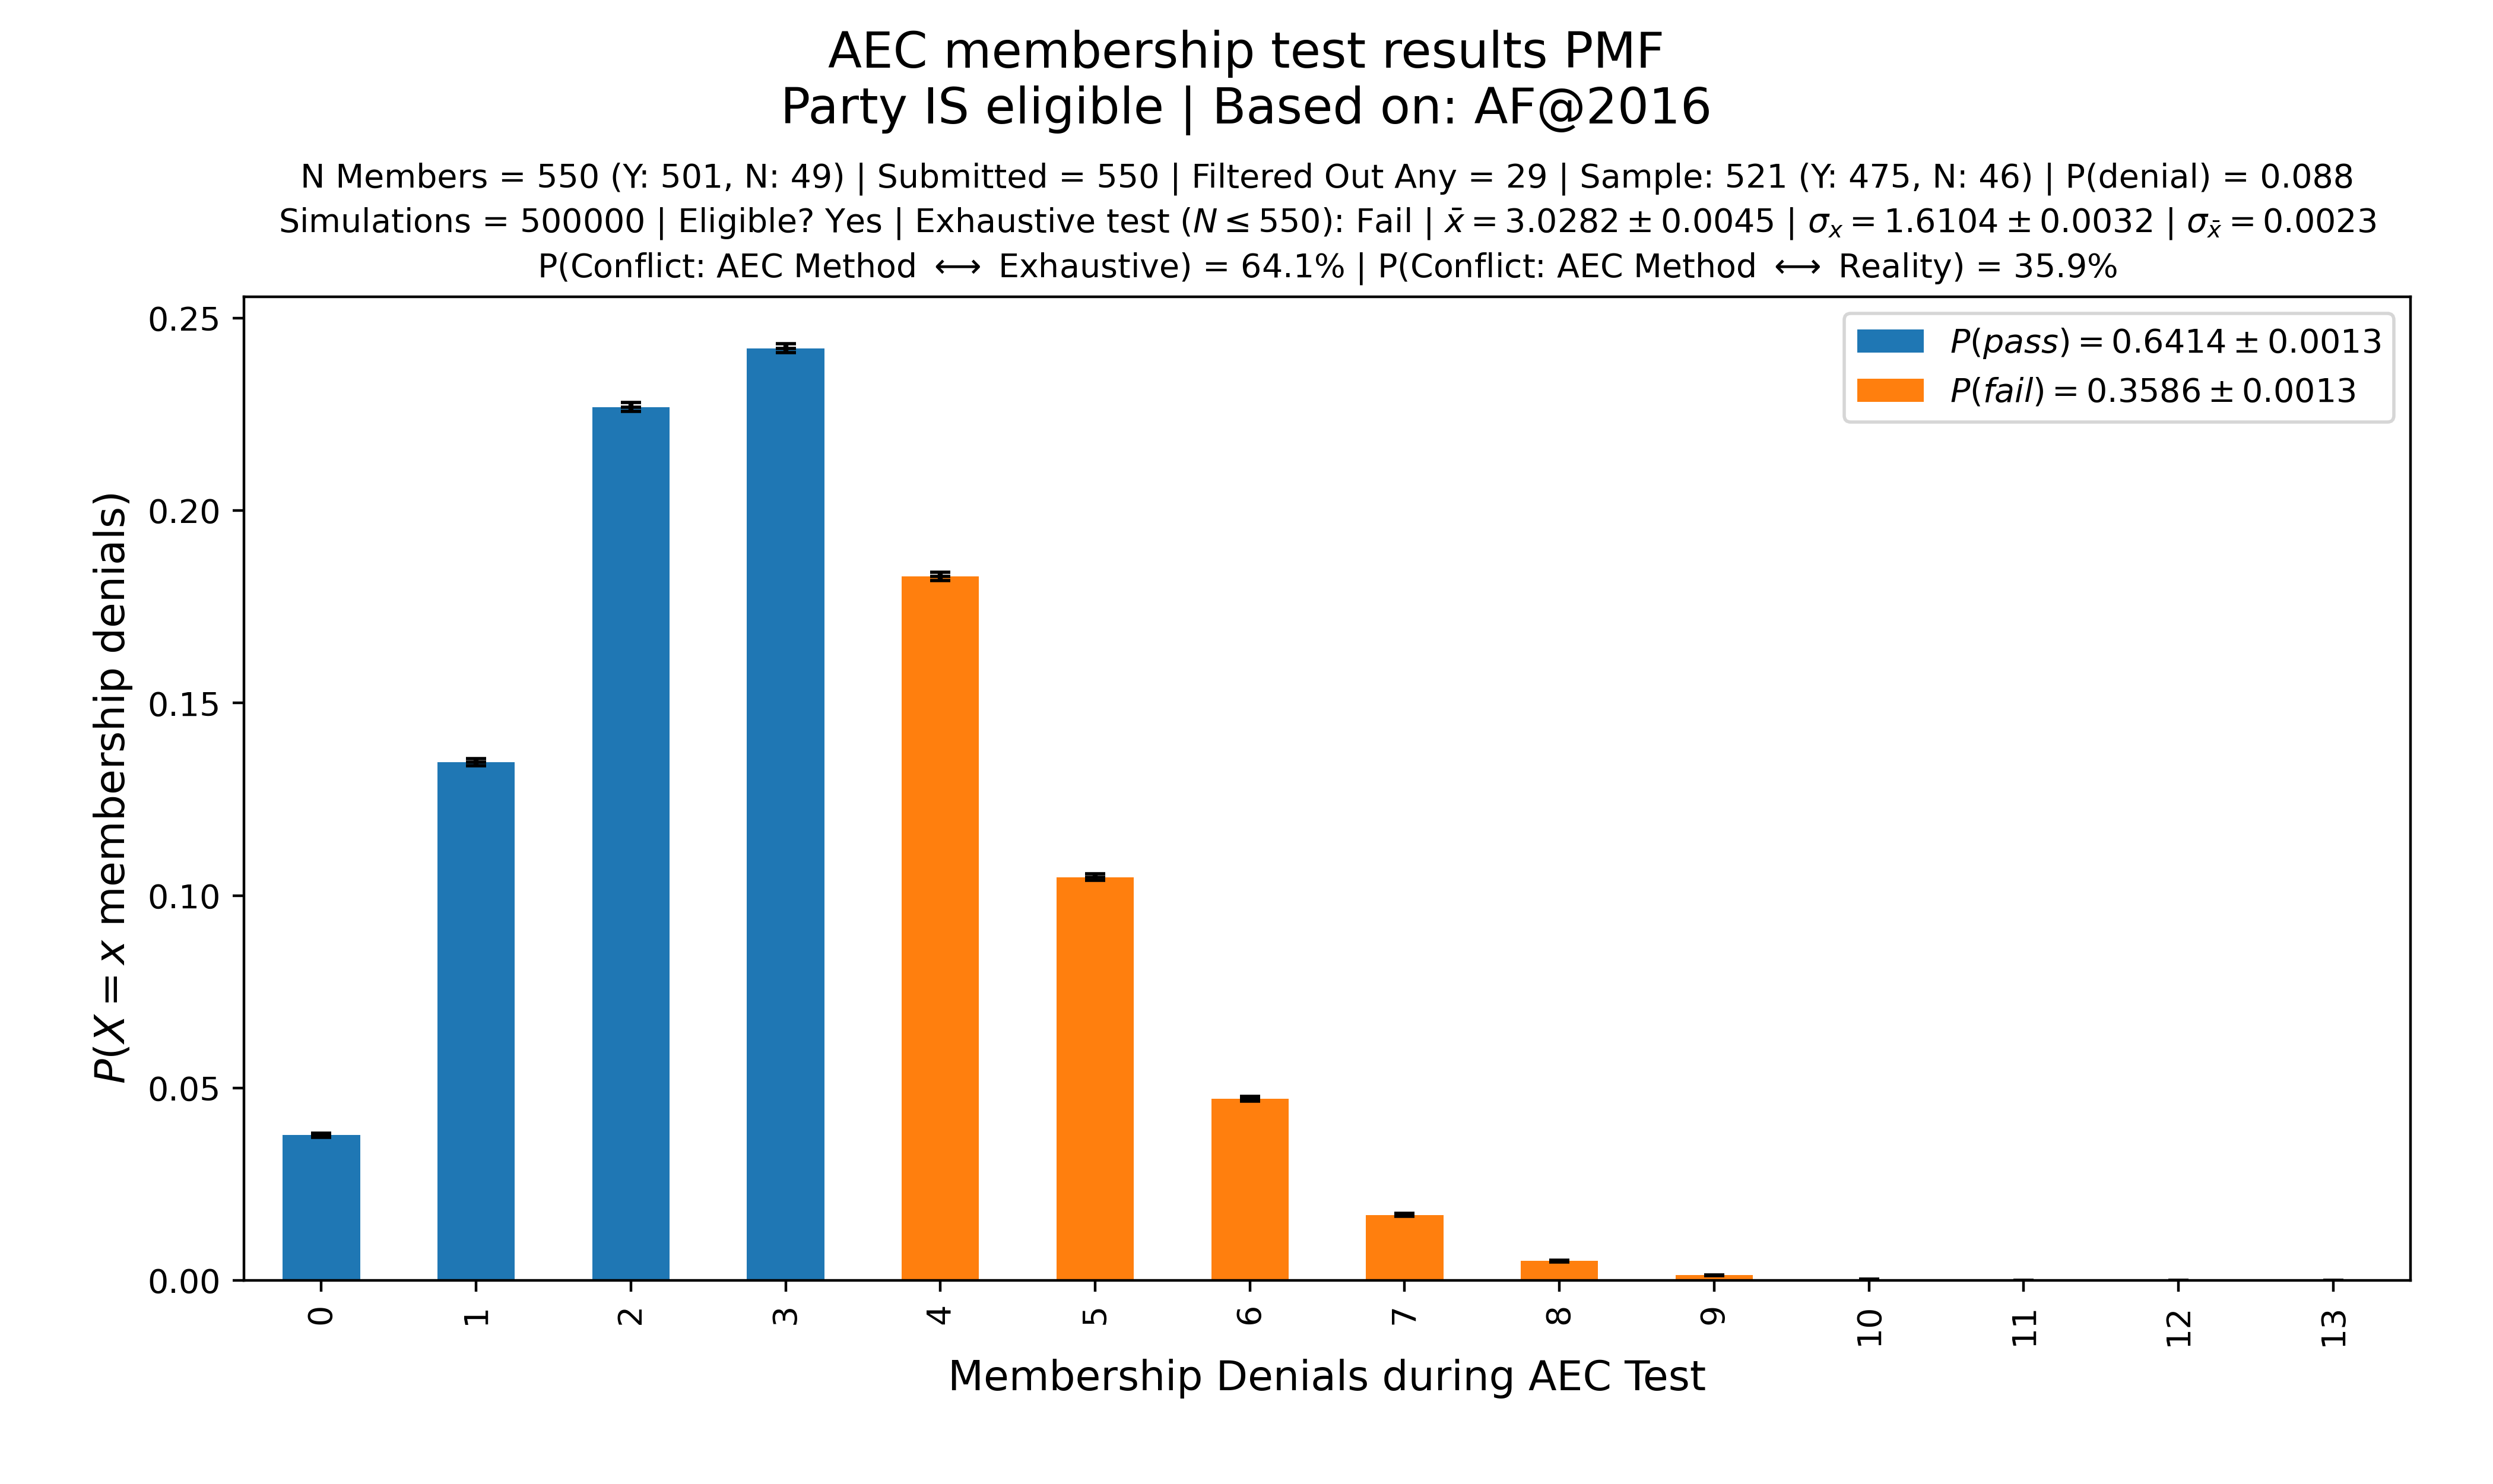 AEC membership test results PMF
Party IS eligible | Based on: AF@2016
N Members = 550 (Y: 501, N: 49) | Submitted = 550 | Filtered Out Any = 29 | Sample: 521 (Y: 475, N: 46) | P(denial) = 0.088
Simulations = 500000 | Eligible? Yes | Exhaustive test (N ≤ 550): Fail | x̄ = 3.0282 ± 0.0045 | σₓ = 1.6104 ± 0.0032 | σ_x̄ = 0.0023
P(Conflict: AEC Method ⟷ Exhaustive) = 64.1% | P(Conflict: AEC Method ⟷ Reality) = 35.9%
P(pass) = 0.6414 ± 0.0013
P(fail) = 0.3586 ± 0.0013
P(X = x membership denials)
0.25
0.20
0.15
0.10
0.05
0.00
0 1 2 3 4 5 6 7 8 9 10 11 12 13
Membership Denials during AEC Test